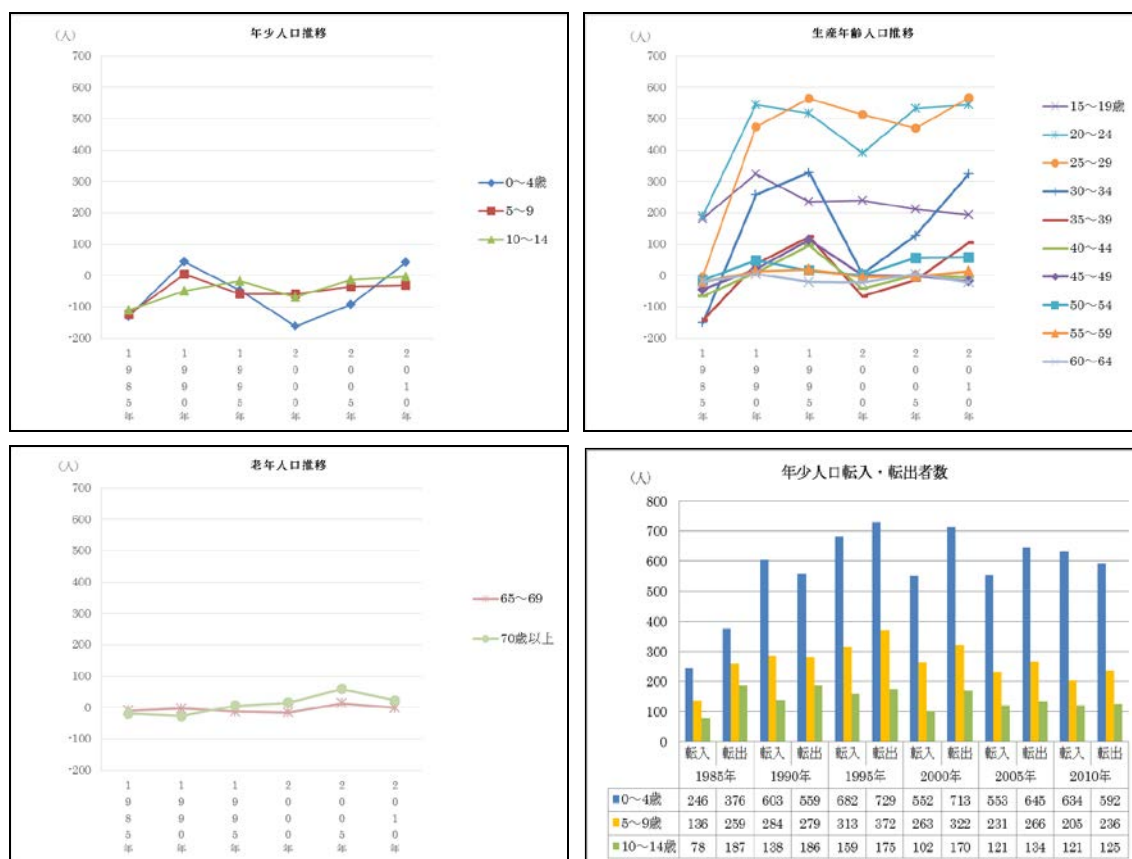 年少人口推移
(人)
700
600
500
400
300
200
100
0
-100
-200
1985年
1990年
1995年
2000年
2005年
2010年
0～4歳
5～9
10～14
生産年齢人口推移
(人)
700
600
500
400
300
200
100
0
-100
-200
1985年
1990年
1995年
2000年
2005年
2010年
15～19歳
20～24
25～29
30～34
35～39
40～44
45～49
50～54
55～59
60～64
老年人口推移
(人)
700
600
500
400
300
200
100
0
-100
-200
1985年
1990年
1995年
2000年
2005年
2010年
65～69
70歳以上
年少人口転入・転出者数
(人)
800
700
600
500
400
300
200
100
0
転入 転出 転入 転出 転入 転出 転入 転出 転入 転出 転入 転出
1985年 1990年 1995年 2000年 2005年 2010年
0～4歳 246 376 603 559 682 729 552 713 553 645 634 592
5～9歳 136 259 284 279 313 372 263 322 231 266 205 236
10～14歳 78 187 138 186 159 175 102 170 121 134 121 125